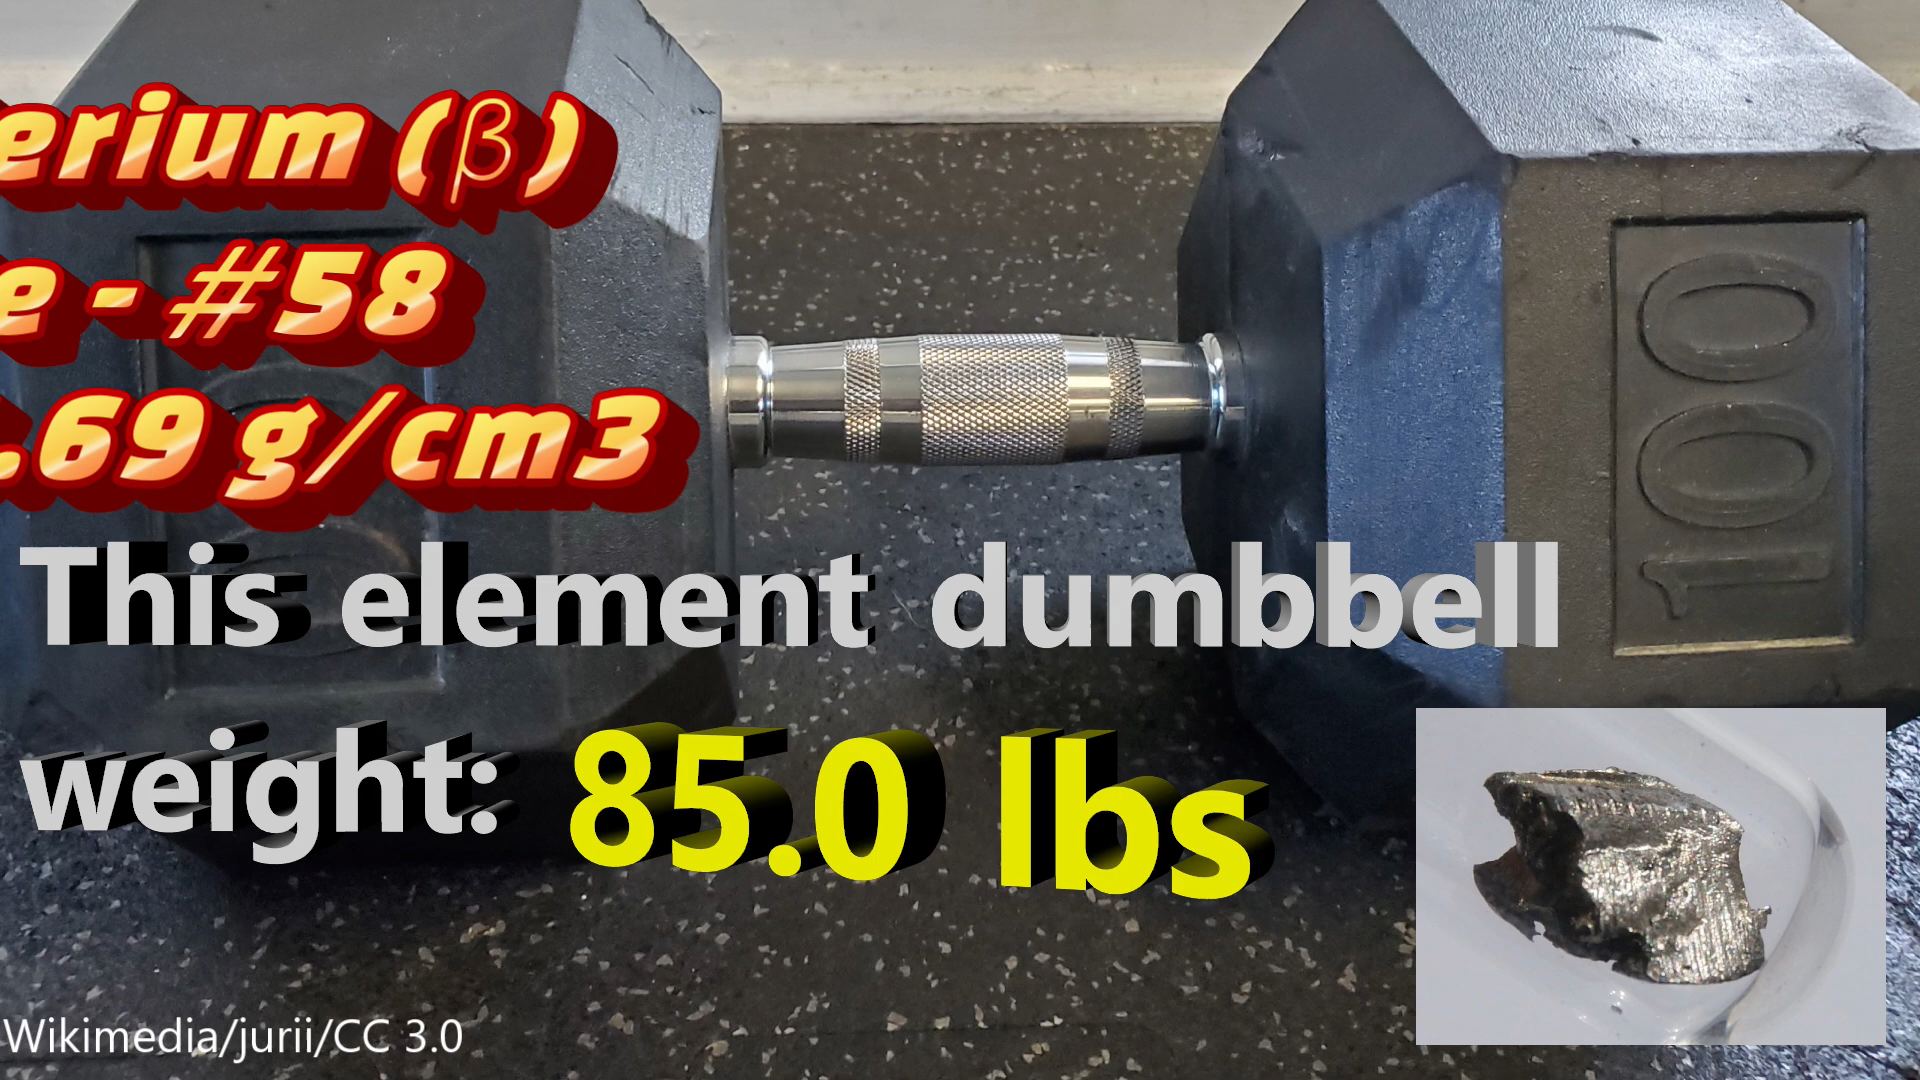 erium (β)
e - #58
.69 g/cm3
This element dumbbell
weight: 85.0 lbs
100
Wikimedia/jurii/CC 3.0